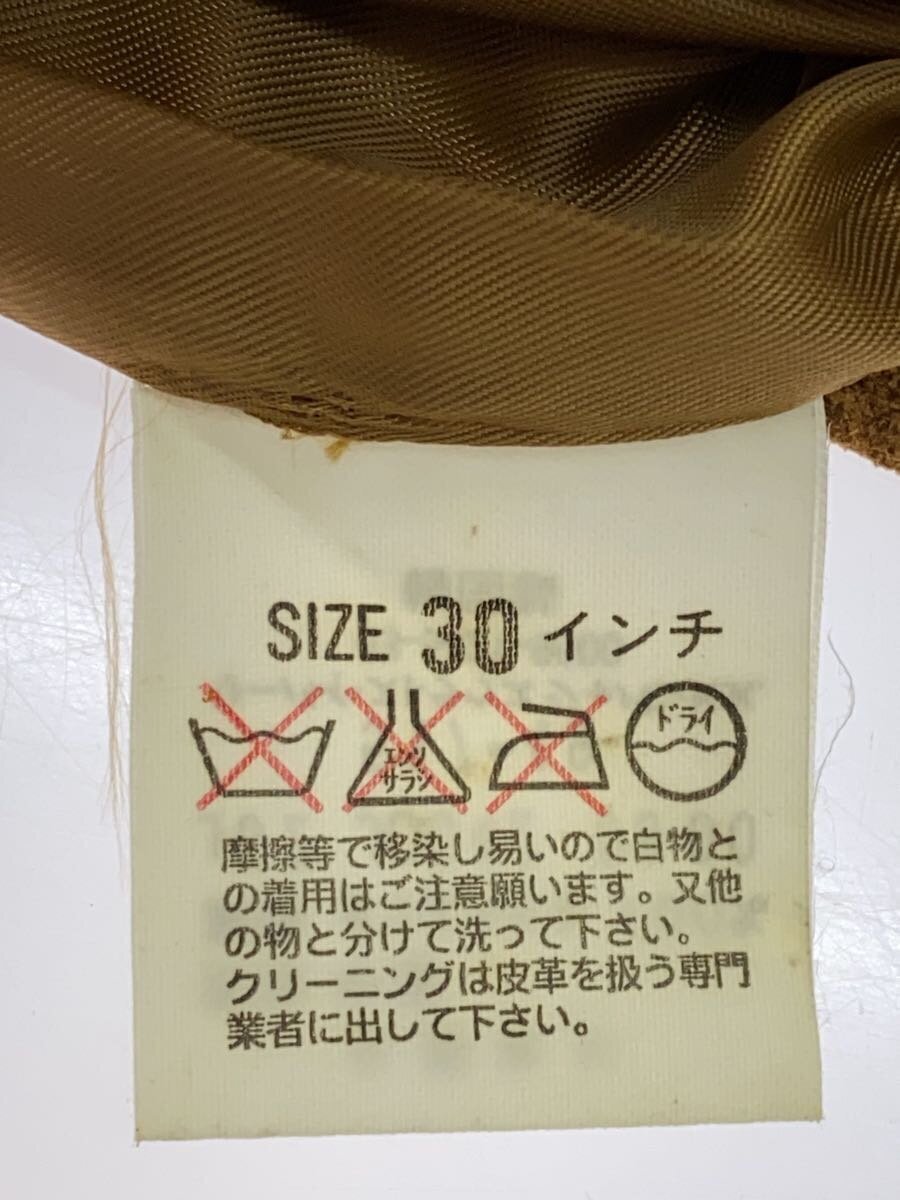 SIZE 30 インチ
エンソ
サラシ
ドライ
摩擦等で移染し易いので白物と
の着用はご注意願います。又他
の物と分けて洗って下さい。
クリーニングは皮革を扱う専門
業者に出して下さい。